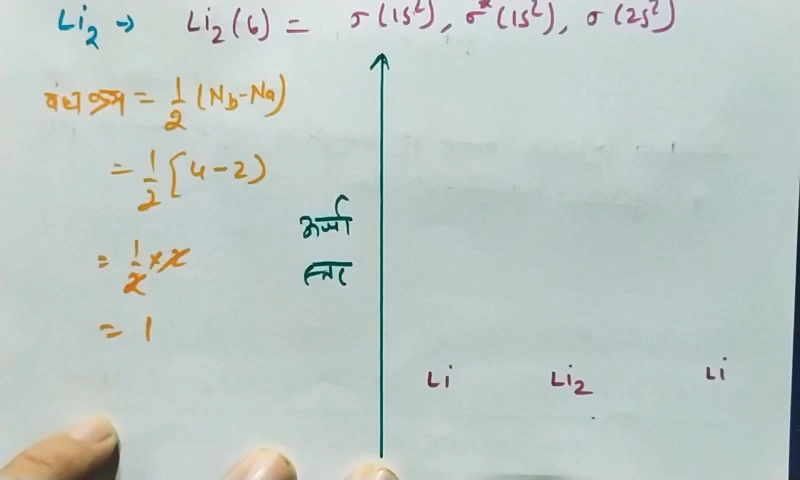 Li₂ → Li₂(6) = σ(1s²), σ*(1s²), σ(2s²)
बंध क्रम = 1/2 (Nb-Na)
= 1/2 [4-2)
= 1/2 × 2
= 1
ऊर्जा
स्तर
Li Li₂ Li